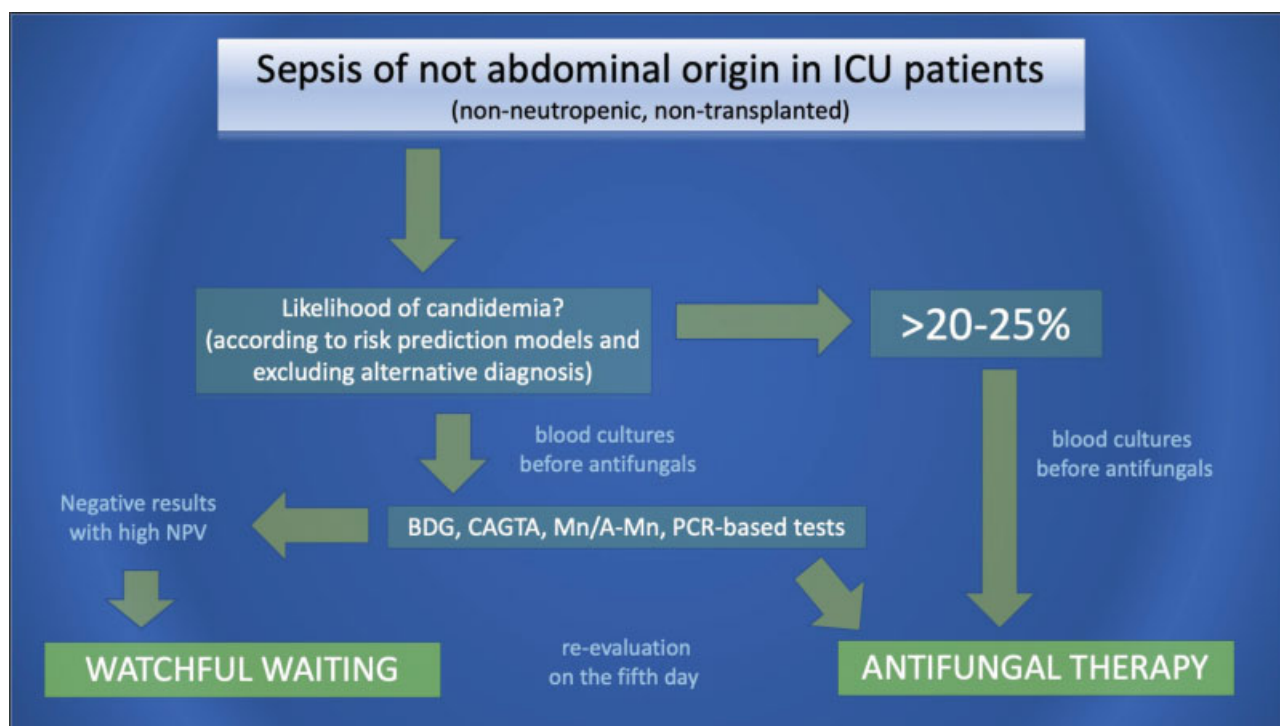 Sepsis of not abdominal origin in ICU patients
(non-neutropenic, non-transplanted)
Likelihood of candidemia?
(according to risk prediction models and
excluding alternative diagnosis)
>20-25%
blood cultures
before antifungals
blood cultures
before antifungals
Negative results
with high NPV
BDG, CAGTA, Mn/A-Mn, PCR-based tests
WATCHFUL WAITING
re-evaluation
on the fifth day
ANTIFUNGAL THERAPY